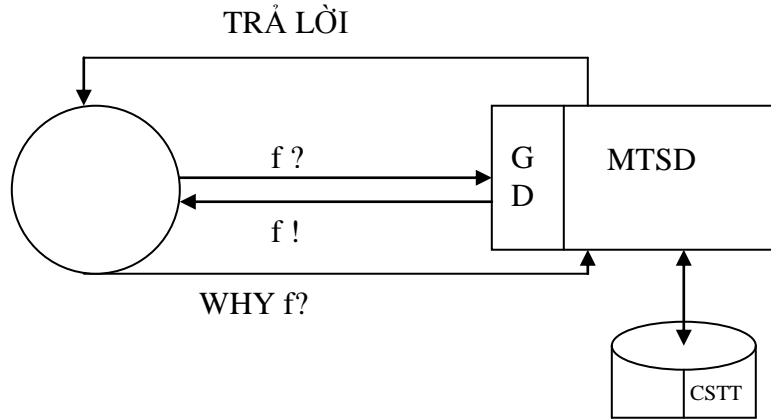 TRẢ LỜI
f ?
G
D
MTSD
f !
WHY f?
CSTT